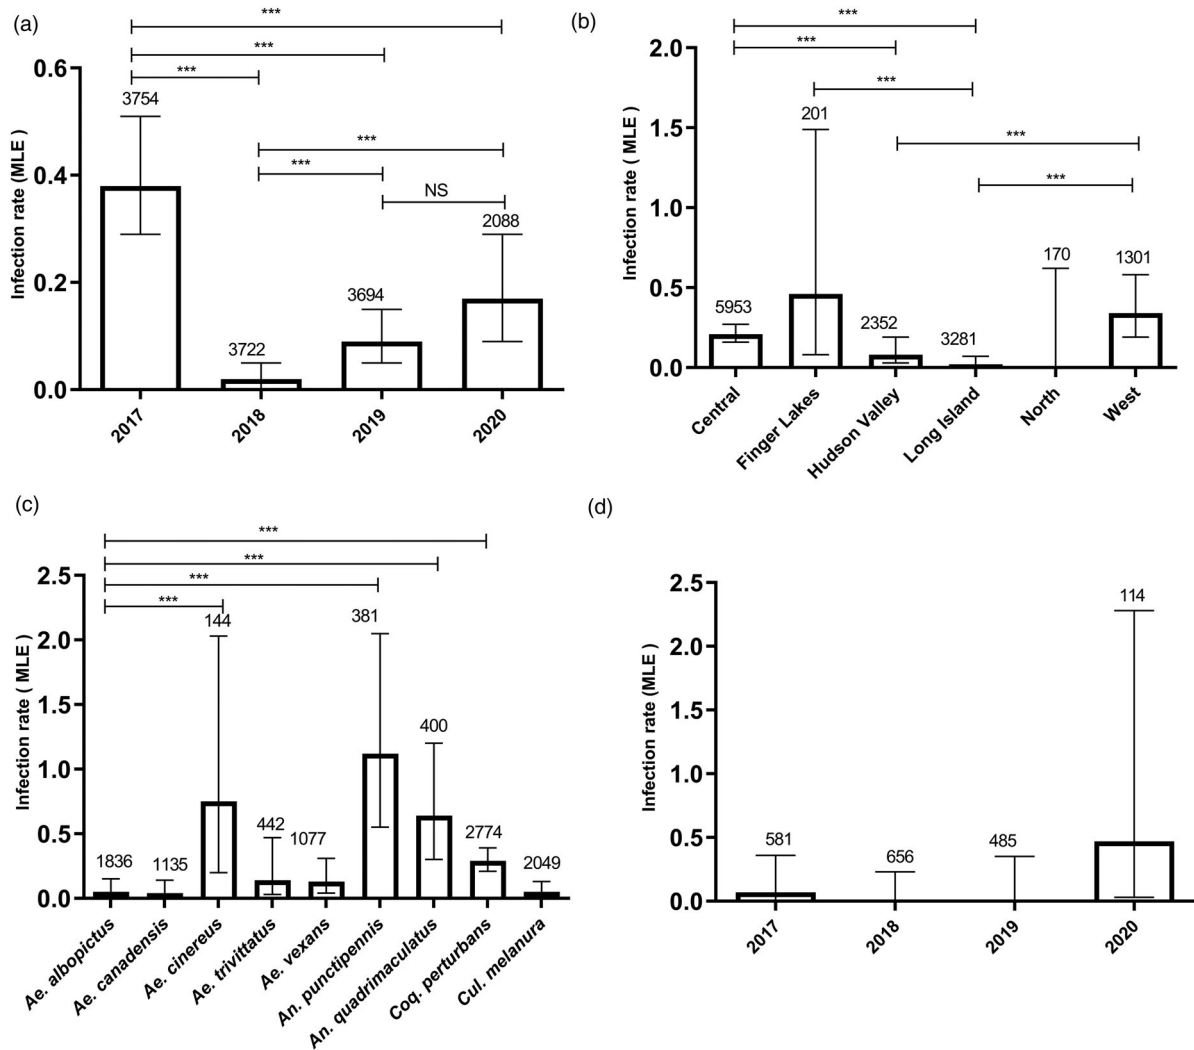 (a)
***
***
***
0.6
3754
***
***
0.4
NS
2088
0.2
3694
3722
0.0
Infection rate (MLE )
2017
2018
2019
2020
(b)
***
***
2.0
***
201
1.5
***
***
1.0
170
1301
0.5
5953
2352
3281
0.0
Infection rate ( MLE )
Central
Finger Lakes
Hudson Valley
Long Island
North
West
(c)
***
***
2.5
***
***
144
381
2.0
1.5
400
1.0
442
1077
2774
0.5
1836
1135
2049
0.0
Infection rate ( MLE )
Ae. albopictus
Ae. canadensis
Ae. cinereus
Ae. trivittatus
Ae. vexans
An. punctipennis
An. quadrimaculatus
Coq. perturbans
Cul. melanura
(d)
2.5
114
2.0
1.5
1.0
581
656
485
0.5
0.0
Infection rate (MLE )
2017
2018
2019
2020